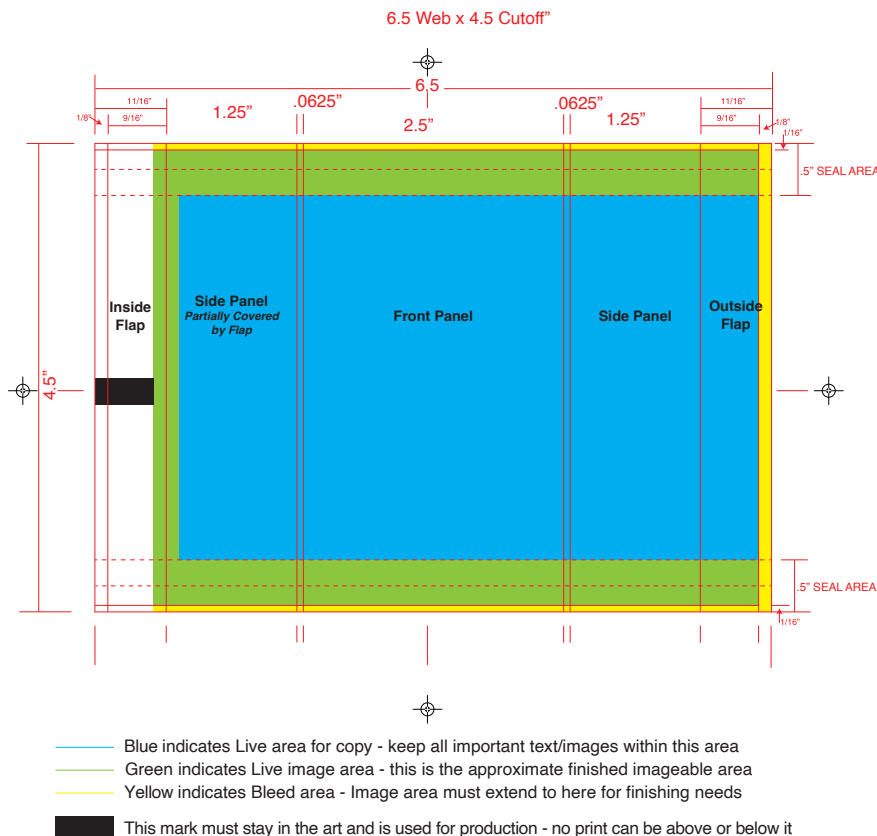 6.5 Web x 4.5 Cutoff”
6.5
11/16”
11/16”
1.25”
.0625”
2.5”
.0625”
1.25”
1/8”
9/16”
9/16”
1/8”
1/16”
.5” SEAL AREA
Inside
Flap
Side Panel
Partially Covered
by Flap
Front Panel
Side Panel
Outside
Flap
4.5”
.5” SEAL AREA
1/16”
Blue indicates Live area for copy - keep all important text/images within this area
Green indicates Live image area - this is the approximate finished imageable area
Yellow indicates Bleed area - Image area must extend to here for finishing needs
This mark must stay in the art and is used for production - no print can be above or below it